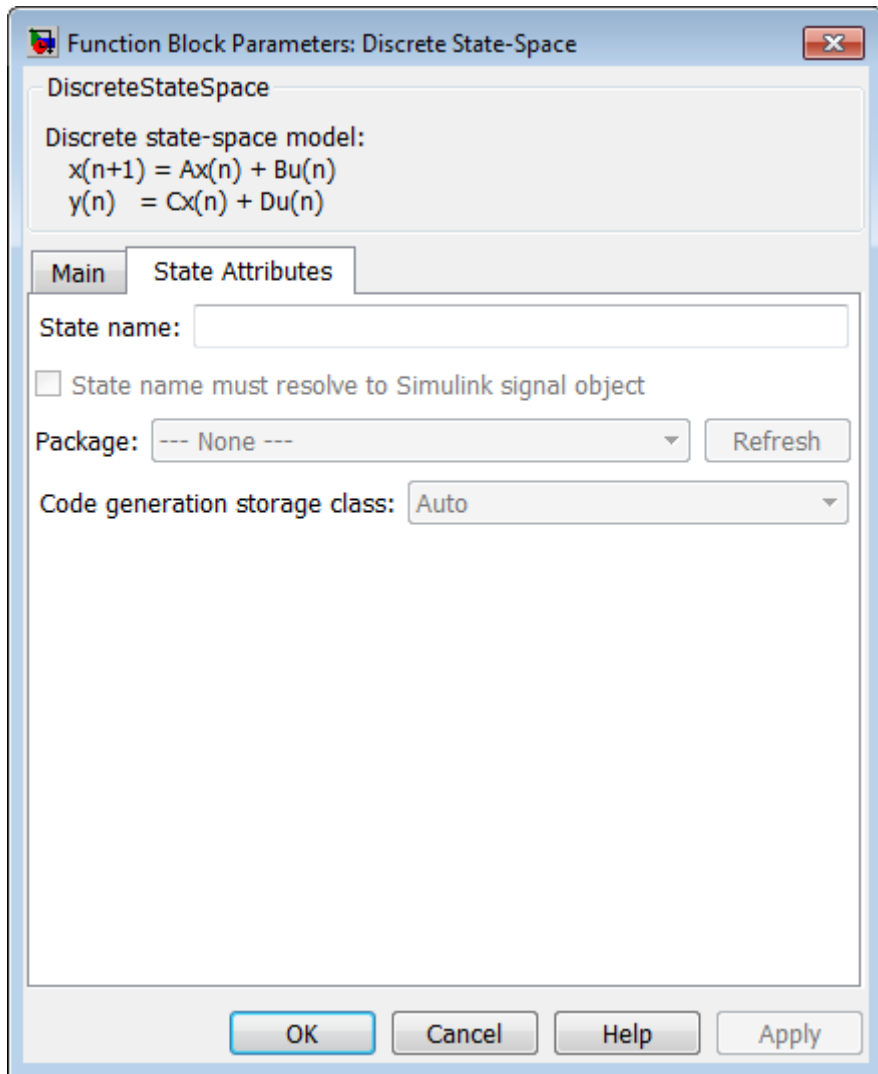 Function Block Parameters: Discrete State-Space
DiscreteStateSpace
Discrete state-space model:
x(n+1) = Ax(n) + Bu(n)
y(n)   = Cx(n) + Du(n)
Main State Attributes
State name:
State name must resolve to Simulink signal object
Package: --- None --- Refresh
Code generation storage class: Auto
OK Cancel Help Apply